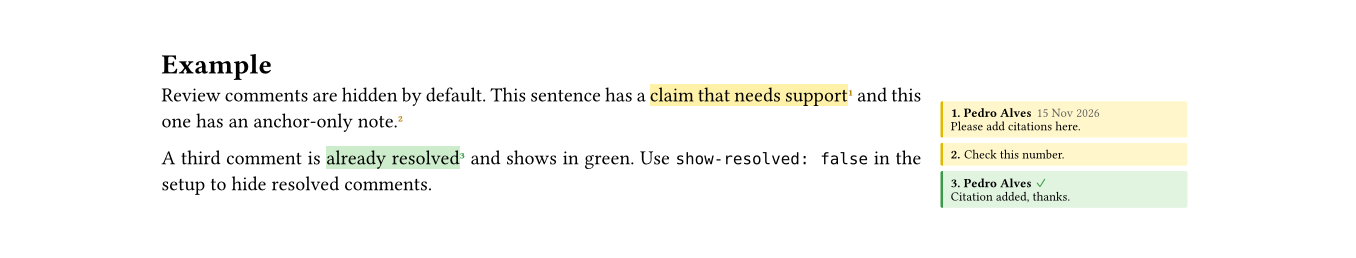 Example
Review comments are hidden by default. This sentence has a claim that needs support¹ and this
one has an anchor-only note.²
A third comment is already resolved³ and shows in green. Use show-resolved: false in the
setup to hide resolved comments.
1. Pedro Alves 15 Nov 2026
Please add citations here.
2. Check this number.
3. Pedro Alves ✓
Citation added, thanks.